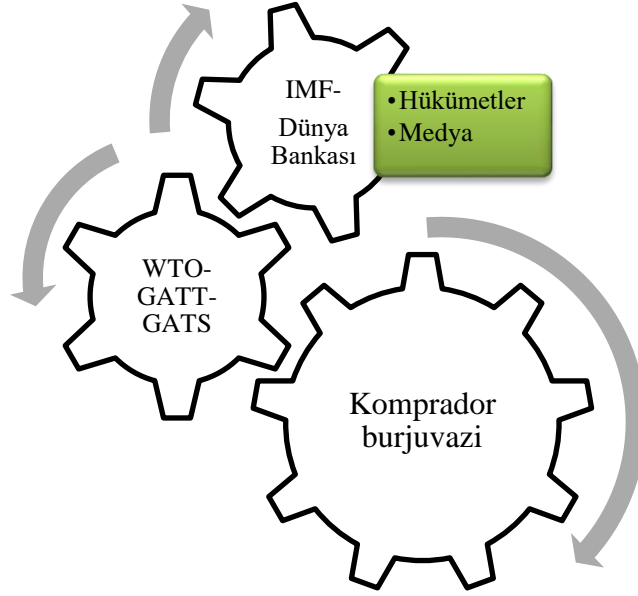 IMF-
Dünya
Bankası
•Hükümetler
•Medya
WTO-
GATT-
GATS
Komprador
burjuvazi